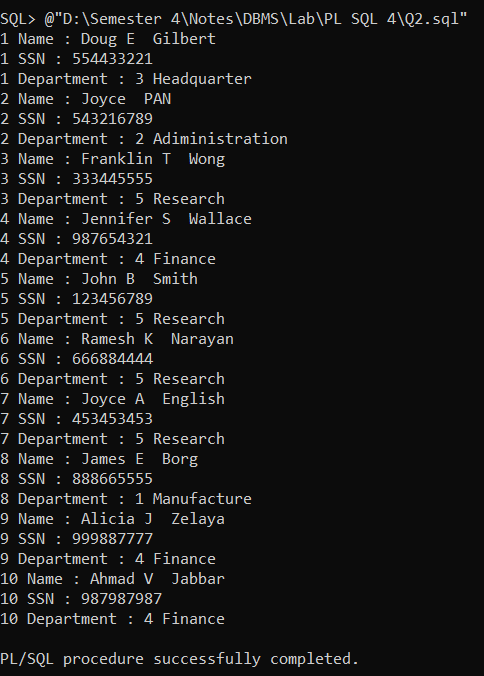 SQL> @"D:\Semester 4\Notes\DBMS\Lab\PL SQL 4\Q2.sql"
1 Name : Doug E  Gilbert
1 SSN : 554433221
1 Department : 3 Headquarter
2 Name : Joyce  PAN
2 SSN : 543216789
2 Department : 2 Adiministration
3 Name : Franklin T  Wong
3 SSN : 333445555
3 Department : 5 Research
4 Name : Jennifer S  Wallace
4 SSN : 987654321
4 Department : 4 Finance
5 Name : John B  Smith
5 SSN : 123456789
5 Department : 5 Research
6 Name : Ramesh K  Narayan
6 SSN : 666884444
6 Department : 5 Research
7 Name : Joyce A  English
7 SSN : 453453453
7 Department : 5 Research
8 Name : James E  Borg
8 SSN : 888665555
8 Department : 1 Manufacture
9 Name : Alicia J  Zelaya
9 SSN : 999887777
9 Department : 4 Finance
10 Name : Ahmad V  Jabbar
10 SSN : 987987987
10 Department : 4 Finance

PL/SQL procedure successfully completed.